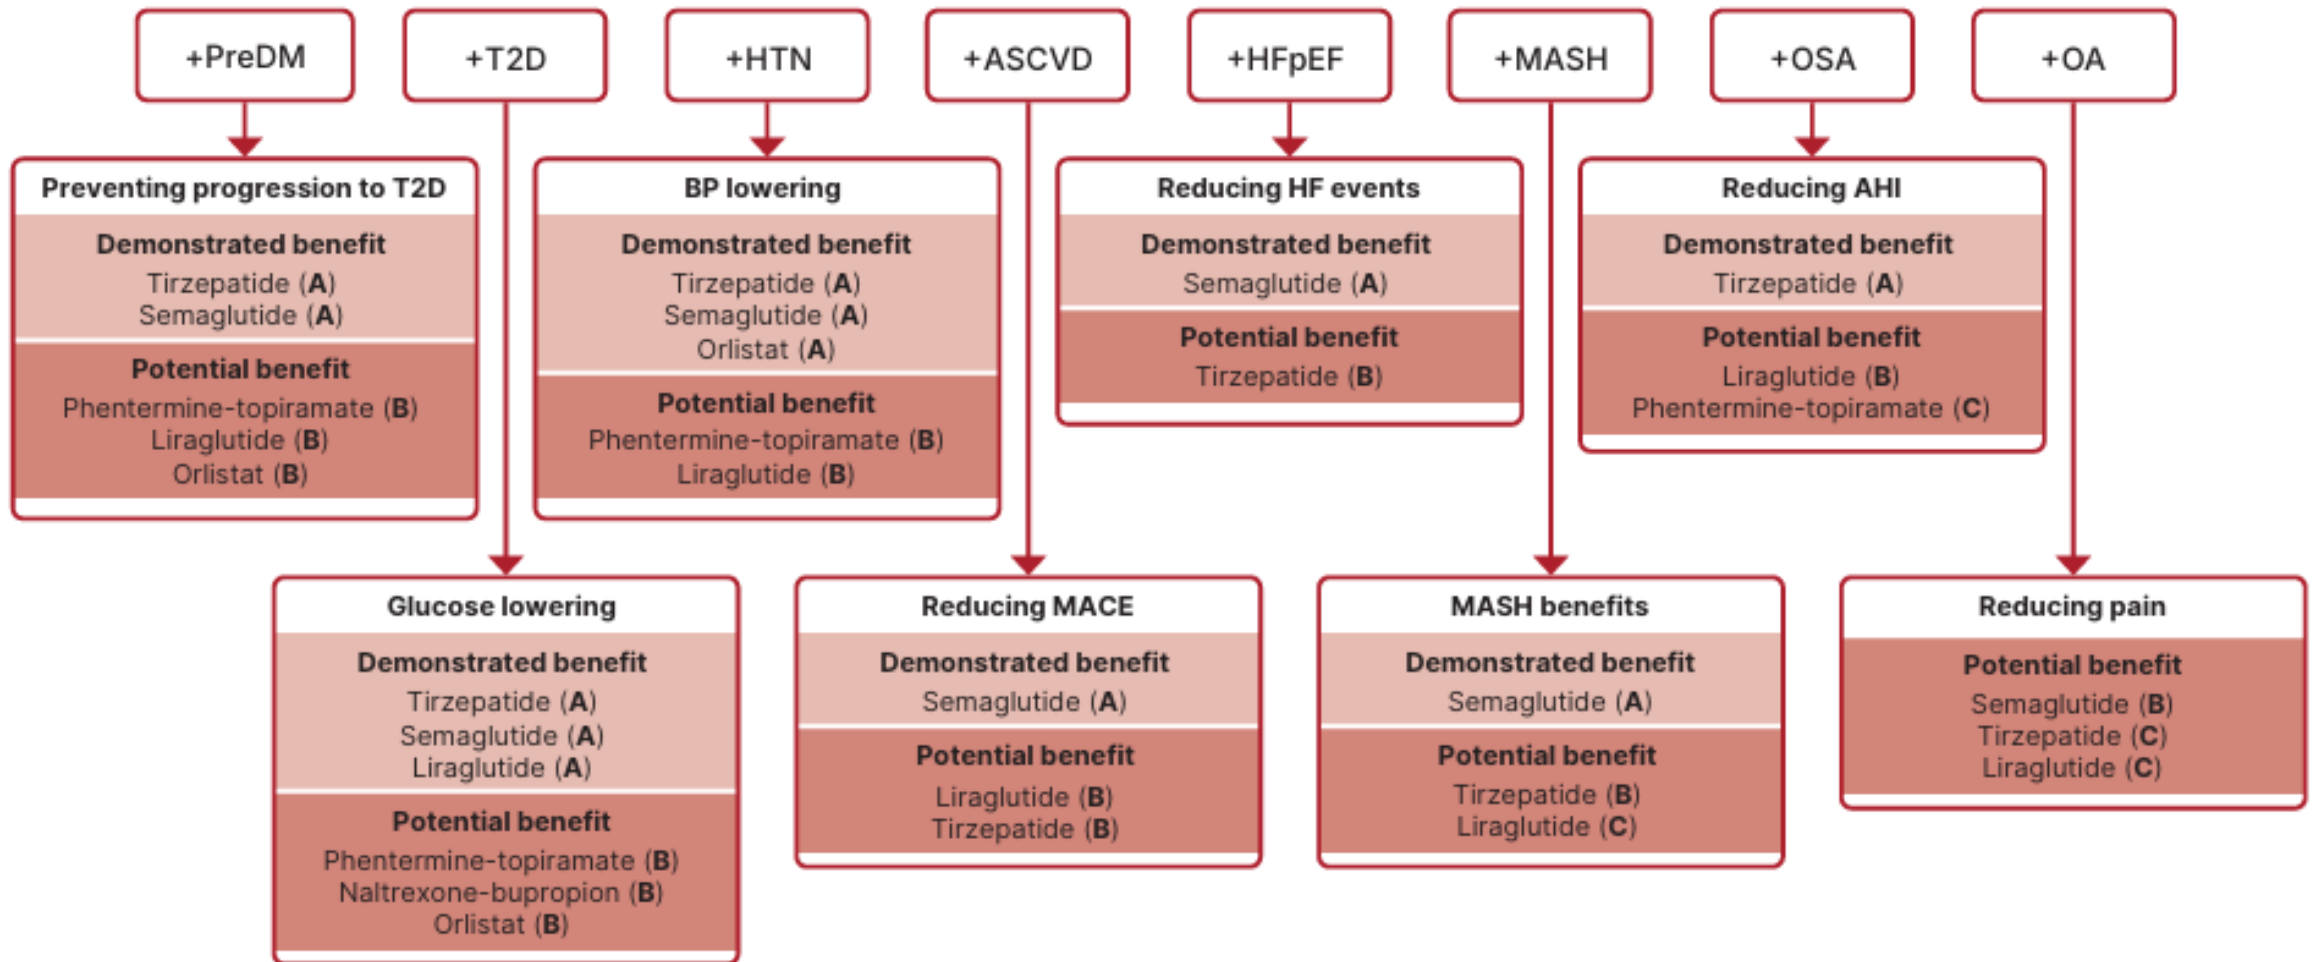 +PreDM
+T2D
+HTN
+ASCVD
+HFpEF
+MASH
+OSA
+OA
Preventing progression to T2D
Demonstrated benefit
Tirzepatide (A)
Semaglutide (A)
Potential benefit
Phentermine-topiramate (B)
Liraglutide (B)
Orlistat (B)
BP lowering
Demonstrated benefit
Tirzepatide (A)
Semaglutide (A)
Orlistat (A)
Potential benefit
Phentermine-topiramate (B)
Liraglutide (B)
Reducing HF events
Demonstrated benefit
Semaglutide (A)
Potential benefit
Tirzepatide (B)
Reducing AHI
Demonstrated benefit
Tirzepatide (A)
Potential benefit
Liraglutide (B)
Phentermine-topiramate (C)
Glucose lowering
Demonstrated benefit
Tirzepatide (A)
Semaglutide (A)
Liraglutide (A)
Potential benefit
Phentermine-topiramate (B)
Naltrexone-bupropion (B)
Orlistat (B)
Reducing MACE
Demonstrated benefit
Semaglutide (A)
Potential benefit
Liraglutide (B)
Tirzepatide (B)
MASH benefits
Demonstrated benefit
Semaglutide (A)
Potential benefit
Tirzepatide (B)
Liraglutide (C)
Reducing pain
Potential benefit
Semaglutide (B)
Tirzepatide (C)
Liraglutide (C)